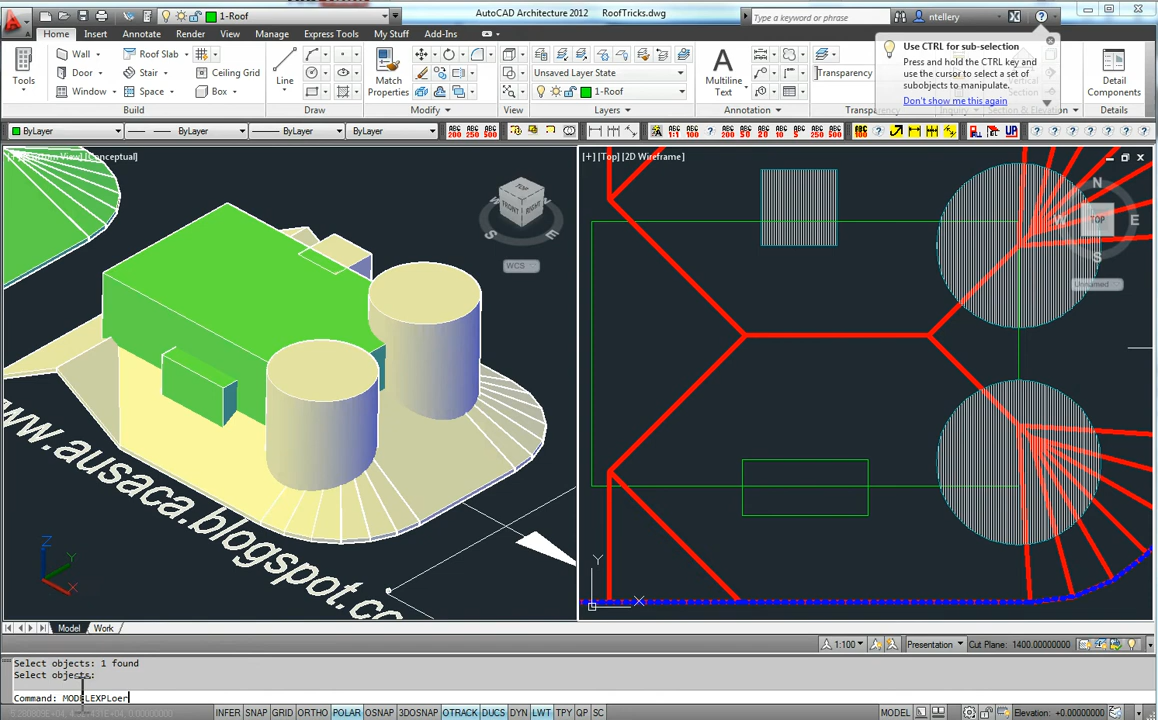 1-Roof
AutoCAD Architecture 2012 RoofTricks.dwg
Type a keyword or phrase
ntellery
Home Insert Annotate Render View Manage Express Tools My Stuff Add-Ins
Use CTRL for sub-selection
Press and hold the CTRL key and
use the cursor to select a set of
subobjects to manipulate.
Don't show me this again
Tools
Wall
Door
Window
Roof Slab
Stair
Space
Ceiling Grid
Box
Line
Match
Properties
Unsaved Layer State
1-Roof
Multiline
Text
Transparency
Detail
Components
Build Draw Modify View Layers Annotation Details
ByLayer ByLayer ByLayer ByLayer
[Conceptual]
[+] [Top] [2D Wireframe]
TOP
FRONT
RIGHT
S
E
WCS
N
W
TOP
E
S
Unnamed
Z
Y
X
www.ausaca.blogspot.co
Y
X
Model Work
1:100
Presentation
Cut Plane: 1400.00000000
Select objects: 1 found
Select objects:
Command: MODELEXPLoer
INFER SNAP GRID ORTHO POLAR OSNAP 3DOSNAP OTRACK DUCS DYN LWT TPY QP SC
MODEL
Elevation: +0.00000000